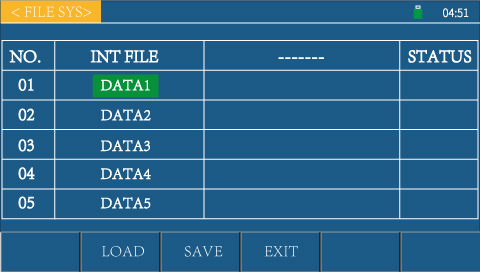 < FILE SYS> 04:51
NO. INT FILE ------- STATUS
01 DATA1
02 DATA2
03 DATA3
04 DATA4
05 DATA5
LOAD SAVE EXIT